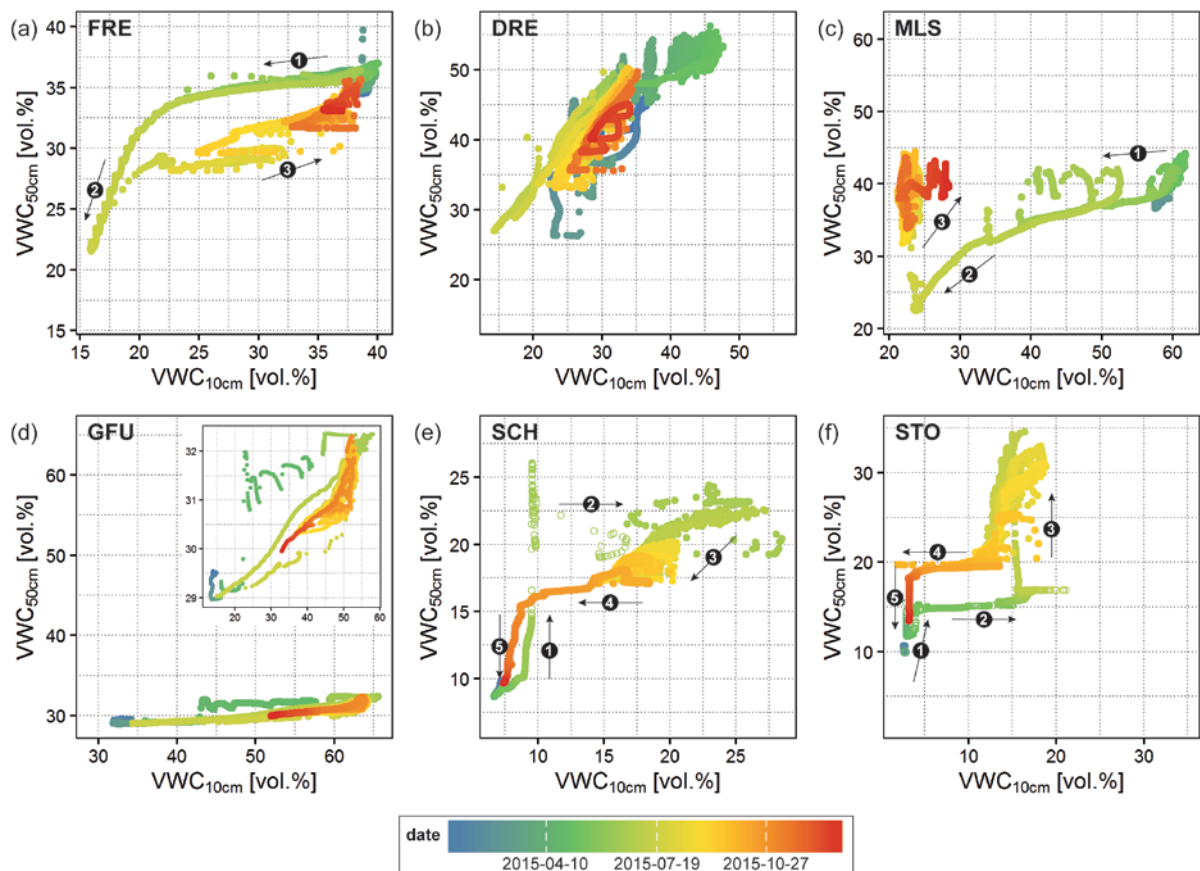 (a) FRE
(b) DRE
(c) MLS
40
35
30
25
20
15
15 20 25 30 35 40
VWC50cm [vol.%]
VWC10cm [vol.%]
1
2
3
50
40
30
20
20 30 40 50
VWC50cm [vol.%]
VWC10cm [vol.%]
60
50
40
30
20
20 30 40 50 60
VWC50cm [vol.%]
VWC10cm [vol.%]
1
2
3
(d) GFU
(e) SCH
(f) STO
60
50
40
30
30 40 50 60
VWC50cm [vol.%]
VWC10cm [vol.%]
32
31
30
29
20 30 40 50 60
25
20
15
10
10 15 20 25
VWC50cm [vol.%]
VWC10cm [vol.%]
2
3
4
5
1
30
20
10
10 20 30
VWC50cm [vol.%]
VWC10cm [vol.%]
4
3
5
2
1
date
2015-04-10 2015-07-19 2015-10-27